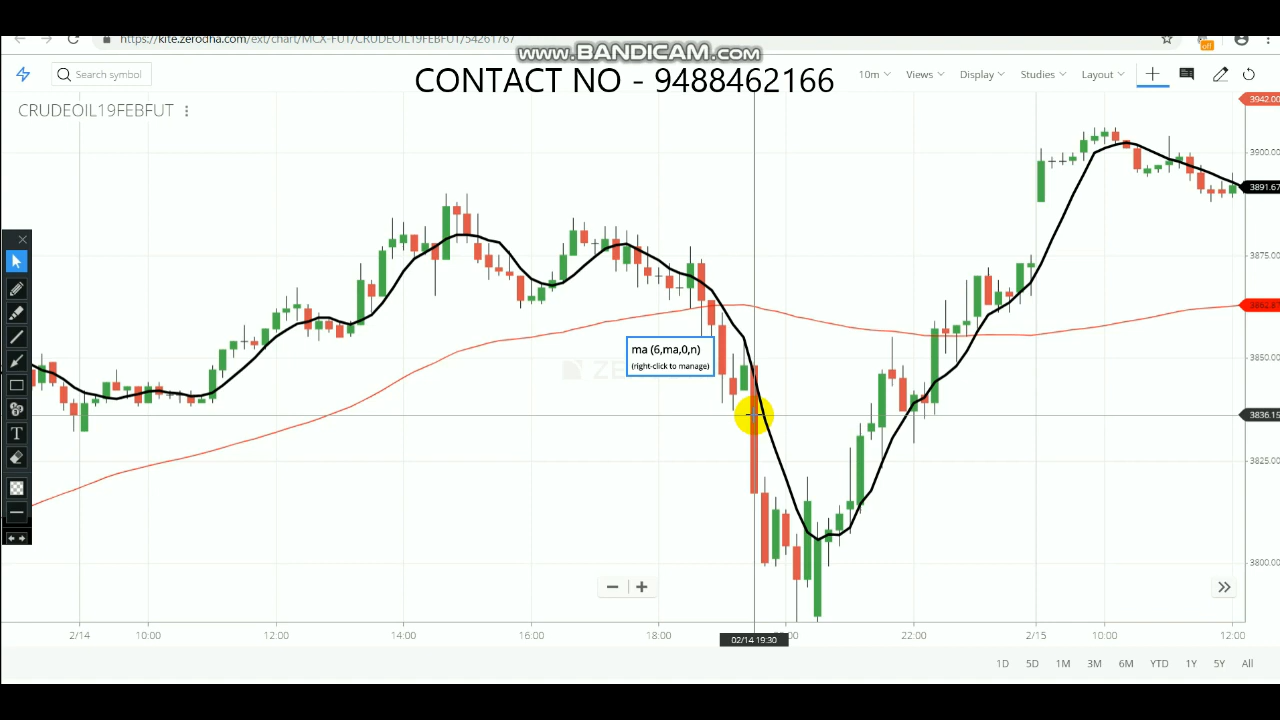 https://kite.zerodha.com/ext/chart/MCX-FUT/CRUDEOIL19FEBFUT/54261767
www.BANDICAM.com
off
CONTACT NO - 9488462166
Search symbol
10m Views Display Studies Layout
CRUDEOIL19FEBFUT
3942.00
3900.00
3891.67
3875.00
3850.00
ma (6,ma,0,n)
(right-click to manage)
3836.15
3825.00
3800.00
2/14 10:00 12:00 14:00 16:00 18:00 22:00 2/15 10:00 12:00
02/14 19:30
1D 5D 1M 3M 6M YTD 1Y 5Y All